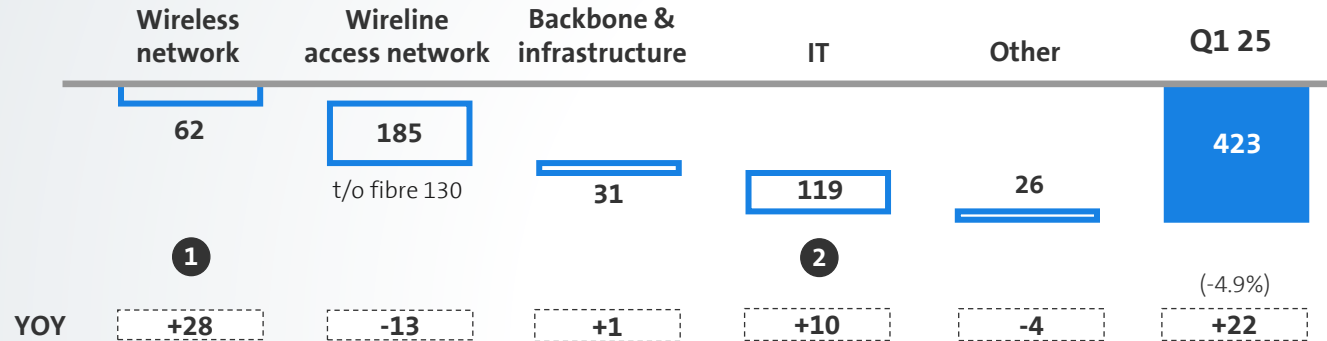 Wireless
network
Wireline
access network
Backbone &
infrastructure
IT
Other
Q1 25
62
185
t/o fibre 130
31
119
26
423
1
2
(-4.9%)
YOY
+28
-13
+1
+10
-4
+22